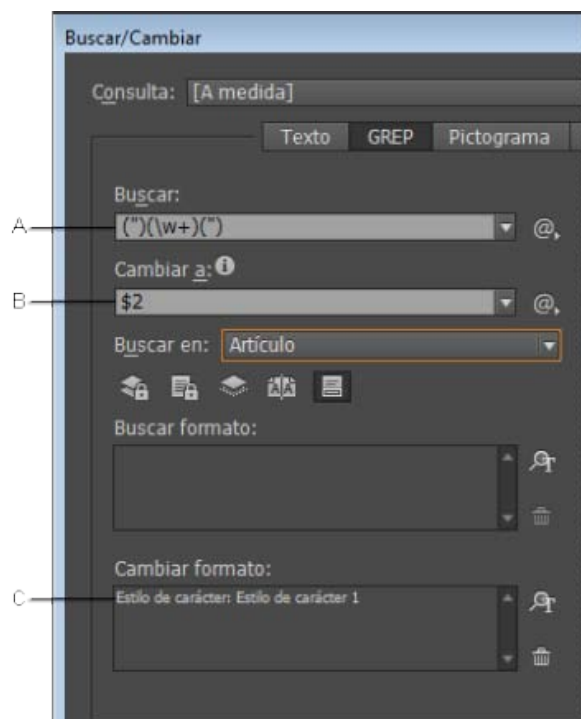 Buscar/Cambiar
Consulta: [A medida]
Texto GREP Pictograma
Buscar:
A (")(\w+)(") @
Cambiar a: i
B $2 @
Buscar en: Artículo
Buscar formato:
Cambiar formato:
C Estilo de carácter: Estilo de carácter 1